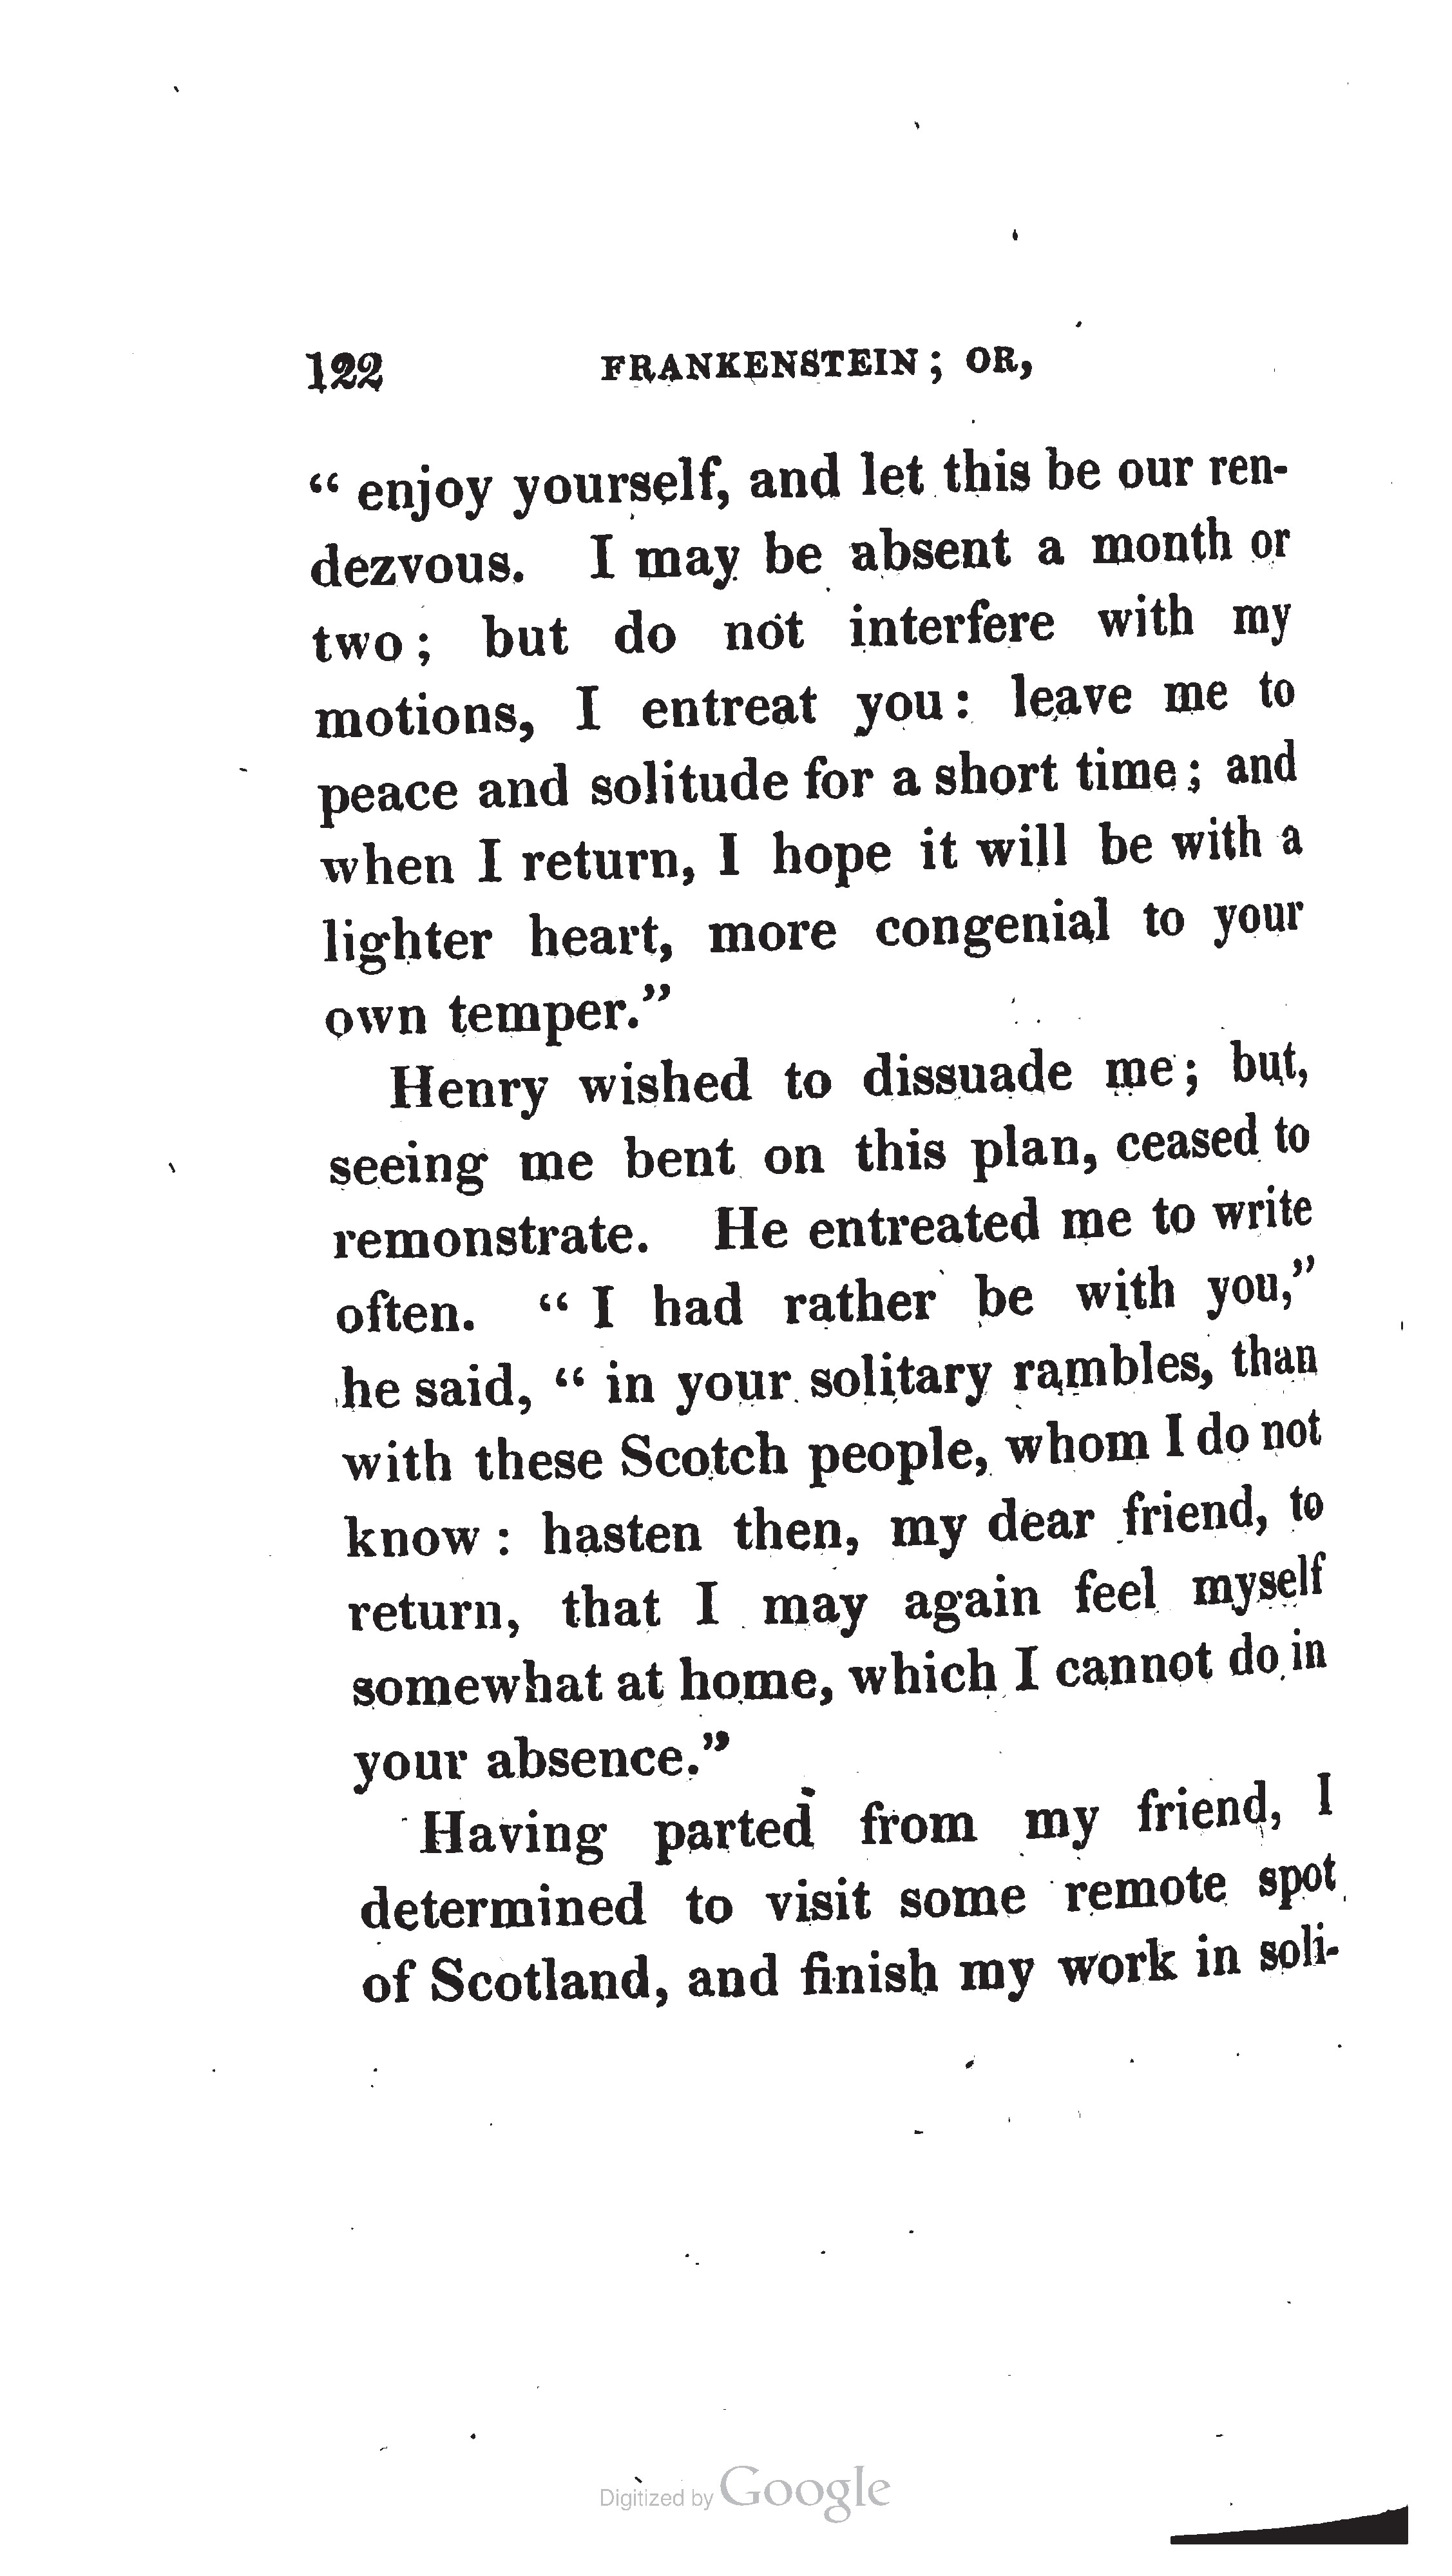 122 FRANKENSTEIN; OR,
“ enjoy yourself, and let this be our ren-
dezvous. I may be absent a month or
two; but do not interfere with my
motions, I entreat you: leave me to
peace and solitude for a short time; and
when I return, I hope it will be with a
lighter heart, more congenial to your
own temper.”
Henry wished to dissuade me; but,
seeing me bent on this plan, ceased to
remonstrate. He entreated me to write
often. “ I had rather be with you,”
he said, “ in your solitary rambles, than
with these Scotch people, whom I do not
know : hasten then, my dear friend, to
return, that I may again feel myself
somewhat at home, which I cannot do in
your absence.”
Having parted from my friend, I
determined to visit some remote spot
of Scotland, and finish my work in soli-
Digitized by Google